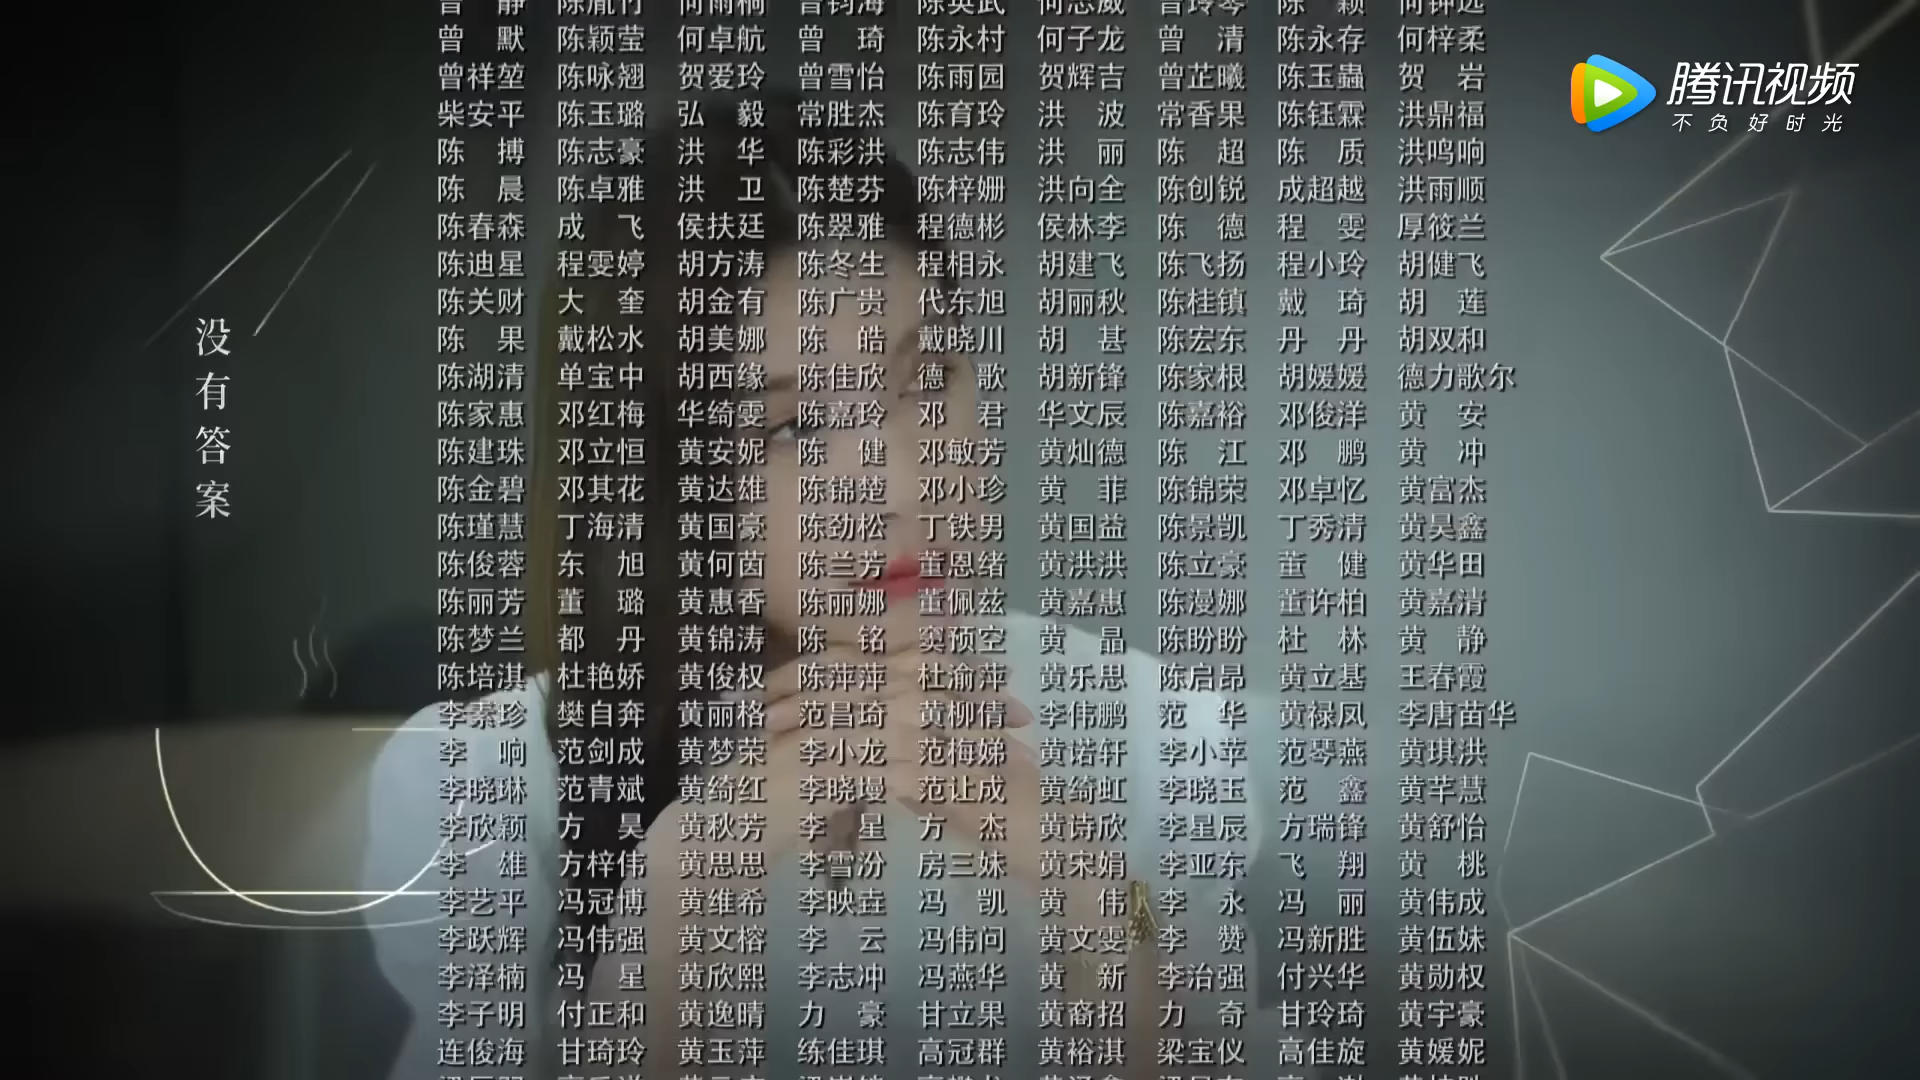 曾　默　陈颖莹　何卓航　曾　琦　陈永村　何子龙　曾　清　陈永存　何梓柔
曾祥堃　陈咏翘　贺爱玲　曾雪怡　陈雨园　贺辉吉　曾芷曦　陈玉蟲　贺　岩
柴安平　陈玉璐　弘　毅　常胜杰　陈育玲　洪　波　常香果　陈钰霖　洪鼎福
陈　搏　陈志豪　洪　华　陈彩洪　陈志伟　洪　丽　陈　超　陈　质　洪鸣响
陈　晨　陈卓雅　洪　卫　陈楚芬　陈梓姗　洪向全　陈创锐　成超越　洪雨顺
陈春森　成　飞　侯扶廷　陈翠雅　程德彬　侯林李　陈　德　程　雯　厚筱兰
陈迪星　程雯婷　胡方涛　陈冬生　程相永　胡建飞　陈飞扬　程小玲　胡健飞
陈关财　大　奎　胡金有　陈广贵　代东旭　胡丽秋　陈桂镇　戴　琦　胡　莲
陈　果　戴松水　胡美娜　陈　皓　戴晓川　胡　甚　陈宏东　丹　丹　胡双和
陈湖清　单宝中　胡西缘　陈佳欣　德　歌　胡新锋　陈家根　胡媛媛　德力歌尔
陈家惠　邓红梅　华绮雯　陈嘉玲　邓　君　华文辰　陈嘉裕　邓俊洋　黄　安
陈建珠　邓立恒　黄安妮　陈　健　邓敏芳　黄灿德　陈　江　邓　鹏　黄　冲
陈金碧　邓其花　黄达雄　陈锦楚　邓小珍　黄　菲　陈锦荣　邓卓忆　黄富杰
陈瑾慧　丁海清　黄国豪　陈劲松　丁铁男　黄国益　陈景凯　丁秀清　黄昊鑫
陈俊蓉　东　旭　黄何茵　陈兰芳　董恩绪　黄洪洪　陈立豪　董　健　黄华田
陈丽芳　董　璐　黄惠香　陈丽娜　董佩兹　黄嘉惠　陈漫娜　董许柏　黄嘉清
陈梦兰　都　丹　黄锦涛　陈　铭　窦预空　黄　晶　陈盼盼　杜　林　黄　静
陈培淇　杜艳娇　黄俊权　陈萍萍　杜渝萍　黄乐思　陈启昂　黄立基　王春霞
李素珍　樊自奔　黄丽格　范昌琦　黄柳倩　李伟鹏　范　华　黄禄凤　李唐苗华
李　响　范剑成　黄梦荣　李小龙　范梅娣　黄诺轩　李小苹　范琴燕　黄琪洪
李晓琳　范青斌　黄绮红　李晓墁　范让成　黄绮虹　李晓玉　范　鑫　黄芊慧
李欣颖　方　昊　黄秋芳　李　星　方　杰　黄诗欣　李星辰　方瑞锋　黄舒怡
李　雄　方梓伟　黄思思　李雪汾　房三妹　黄宋娟　李亚东　飞　翔　黄　桃
李艺平　冯冠博　黄维希　李映垚　冯　凯　黄　伟　李　永　冯　丽　黄伟成
李跃辉　冯伟强　黄文榕　李　云　冯伟问　黄文雯　李　赞　冯新胜　黄伍妹
李泽楠　冯　星　黄欣熙　李志冲　冯燕华　黄　新　李治强　付兴华　黄勋权
李子明　付正和　黄逸晴　力　豪　甘立果　黄裔招　力　奇　甘玲琦　黄宇豪
连俊海　甘琦玲　黄玉萍　练佳琪　高冠群　黄裕淇　梁宝仪　高佳旋　黄媛妮
没有答案
腾讯视频
不负好时光